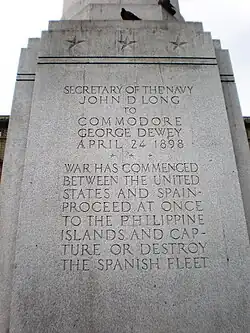 SECRETARY OF THE NAVY
JOHN D LONG
TO
COMMODORE
GEORGE DEWEY
APRIL 24 1898
WAR HAS COMMENCED
BETWEEN THE UNITED
STATES AND SPAIN-
PROCEED AT ONCE
TO THE PHILIPPINE
ISLANDS AND CAP-
TURE OR DESTROY
THE SPANISH FLEET